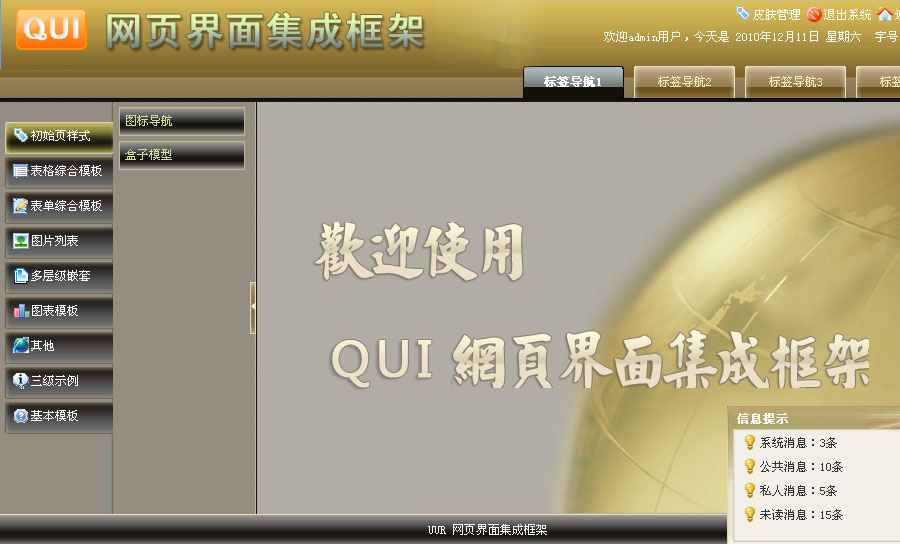 QUI 网页界面集成框架
皮肤管理 退出系统
欢迎admin用户，今天是 2010年12月11日 星期六 字号
标签导航1 标签导航2 标签导航3 标签
初始页样式
表格综合模板
表单综合模板
图片列表
多层级嵌套
图表模板
其他
三级示例
基本模板
图标导航
盒子模型
歡迎使用
QUI 網頁界面集成框架
信息提示
系统消息：3条
公共消息：10条
私人消息：5条
未读消息：15条
UUR 网页界面集成框架